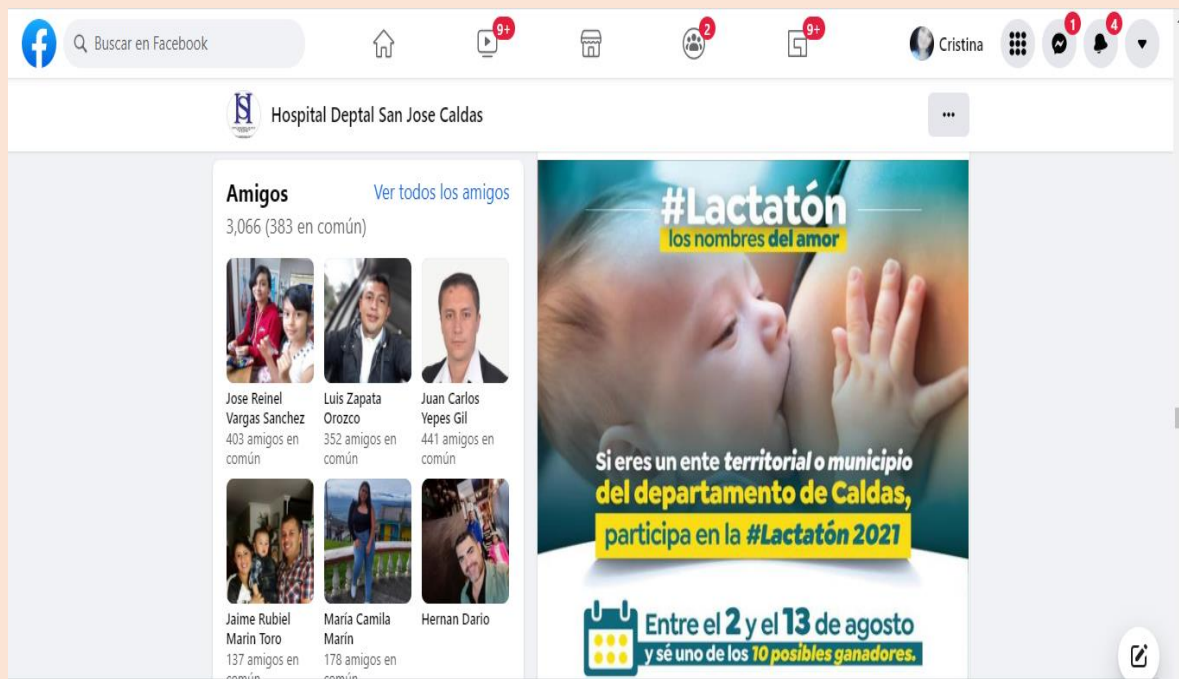 Buscar en Facebook
9+
2
9+
Cristina
1
4
Hospital Deptal San Jose Caldas
Amigos
Ver todos los amigos
3,066 (383 en común)
Jose Reinel
Vargas Sanchez
403 amigos en
común
Luis Zapata
Orozco
352 amigos en
común
Juan Carlos
Yepes Gil
441 amigos en
común
Jaime Rubiel
Marin Toro
137 amigos en
común
María Camila
Marín
178 amigos en
común
Hernan Dario
#Lactatón
los nombres del amor
Si eres un ente territorial o municipio
del departamento de Caldas,
participa en la #Lactatón 2021
Entre el 2 y el 13 de agosto
y sé uno de los 10 posibles ganadores.